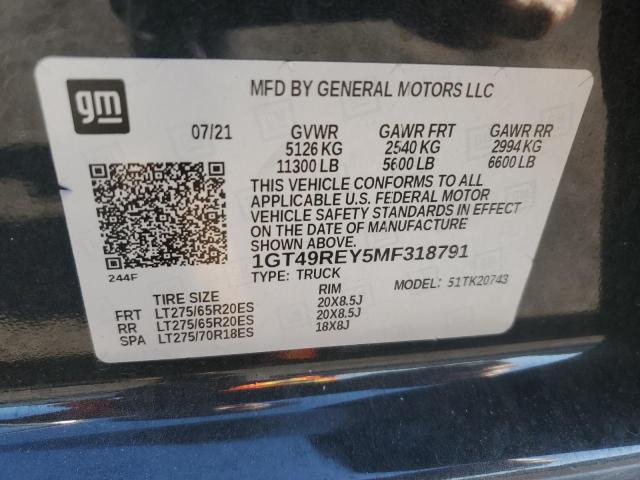 gm
MFD BY GENERAL MOTORS LLC
07/21 GVWR GAWR FRT GAWR RR
5126 KG 2540 KG 2994 KG
11300 LB 5600 LB 6600 LB
THIS VEHICLE CONFORMS TO ALL
APPLICABLE U.S. FEDERAL MOTOR
VEHICLE SAFETY STANDARDS IN EFFECT
ON THE DATE OF MANUFACTURE
SHOWN ABOVE.
1GT49REY5MF318791
244F TYPE: TRUCK MODEL: 51TK20743
TIRE SIZE RIM
FRT LT275/65R20ES 20X8.5J
RR LT275/65R20ES 20X8.5J
SPA LT275/70R18ES 18X8J